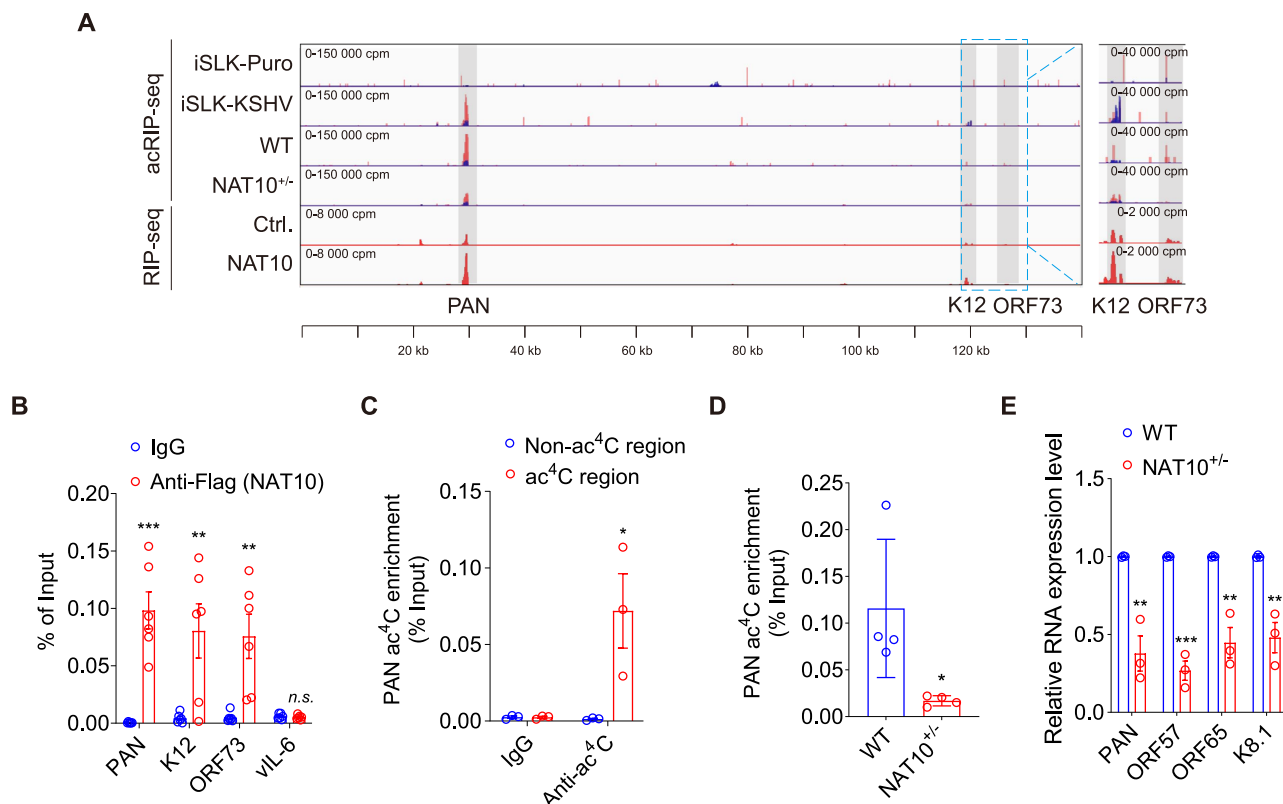 A
acRIP-seq
RIP-seq
iSLK-Puro
iSLK-KSHV
WT
NAT10+/-
Ctrl.
NAT10
0-150 000 cpm
0-150 000 cpm
0-150 000 cpm
0-150 000 cpm
0-8 000 cpm
0-8 000 cpm
0-40 000 cpm
0-40 000 cpm
0-40 000 cpm
0-40 000 cpm
0-2 000 cpm
0-2 000 cpm
PAN K12 ORF73 K12 ORF73
20 kb 40 kb 60 kb 80 kb 100 kb 120 kb
B
IgG
Anti-Flag (NAT10)
% of Input
0.20
0.15
0.10
0.05
0.00
*** ** ** n.s.
PAN K12 ORF73 vIL-6
C
Non-ac⁴C region
ac⁴C region
PAN ac⁴C enrichment
(% Input)
0.15
0.10
0.05
0.00
*
IgG Anti-ac⁴C
D
PAN ac⁴C enrichment
(% Input)
0.25
0.20
0.15
0.10
0.05
0.00
*
WT NAT10+/-
E
WT
NAT10+/-
Relative RNA expression level
1.5
1.0
0.5
0.0
** *** ** **
PAN ORF57 ORF65 K8.1